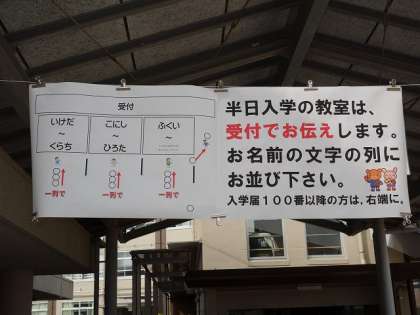 受付
いけだ
～
くらち
こにし
～
ひろた
ふくい
～
一列で
一列で
一列で
半日入学の教室は、
受付でお伝えします。
お名前の文字の列に
お並び下さい。
入学届100番以降の方は、右端に。